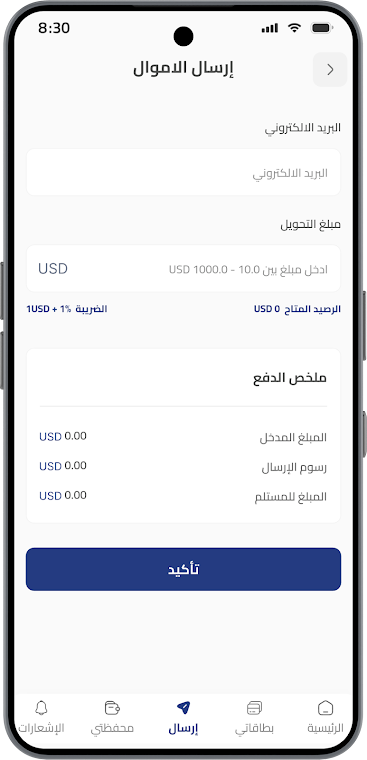 8:30
إرسال الاموال
البريد الالكتروني
البريد الالكتروني
مبلغ التحويل
ادخل مبلغ بين 10.0 - 1000.0 USD
USD
الرصيد المتاح 0 USD
الضريبة 1% + 1USD
ملخص الدفع
المبلغ المدخل
0.00 USD
رسوم الإرسال
0.00 USD
المبلغ للمستلم
0.00 USD
تأكيد
الرئيسية
بطاقاتي
إرسال
محفظتي
الإشعارات